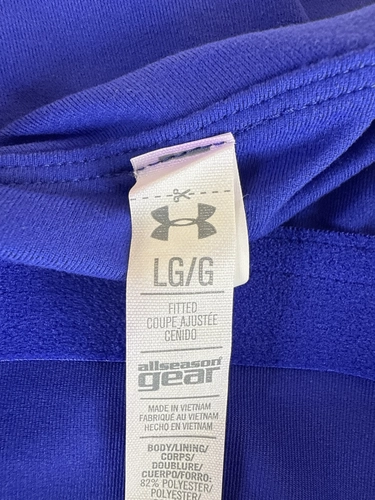 LG/G
FITTED
COUPE AJUSTÉE
CEÑIDO
allseason
gear
MADE IN VIETNAM
FABRIQUÉ AU VIETNAM
HECHO EN VIETNAM
BODY/LINING/
CORPS/
DOUBLURE/
CUERPO/FORRO:
82% POLYESTER/
POLYESTER/